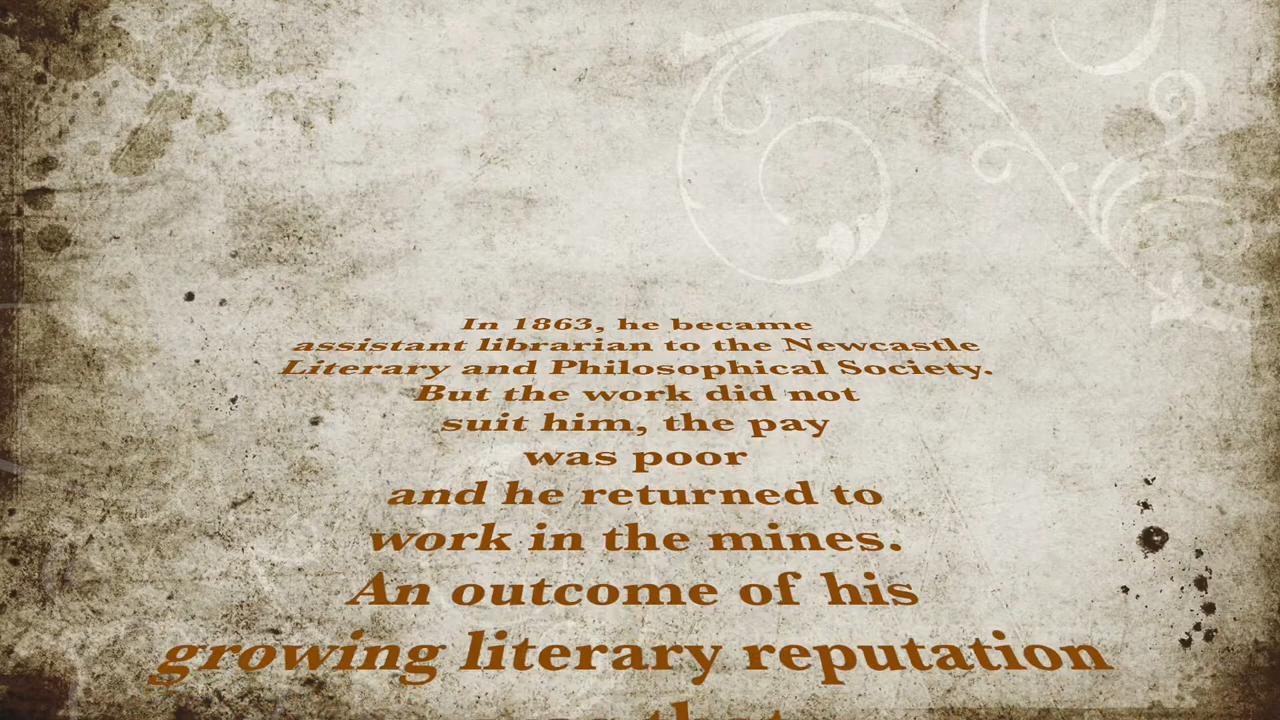 In 1863, he became
assistant librarian to the Newcastle
Literary and Philosophical Society.
But the work did not
suit him, the pay
was poor
and he returned to
work in the mines.
An outcome of his
growing literary reputation
that